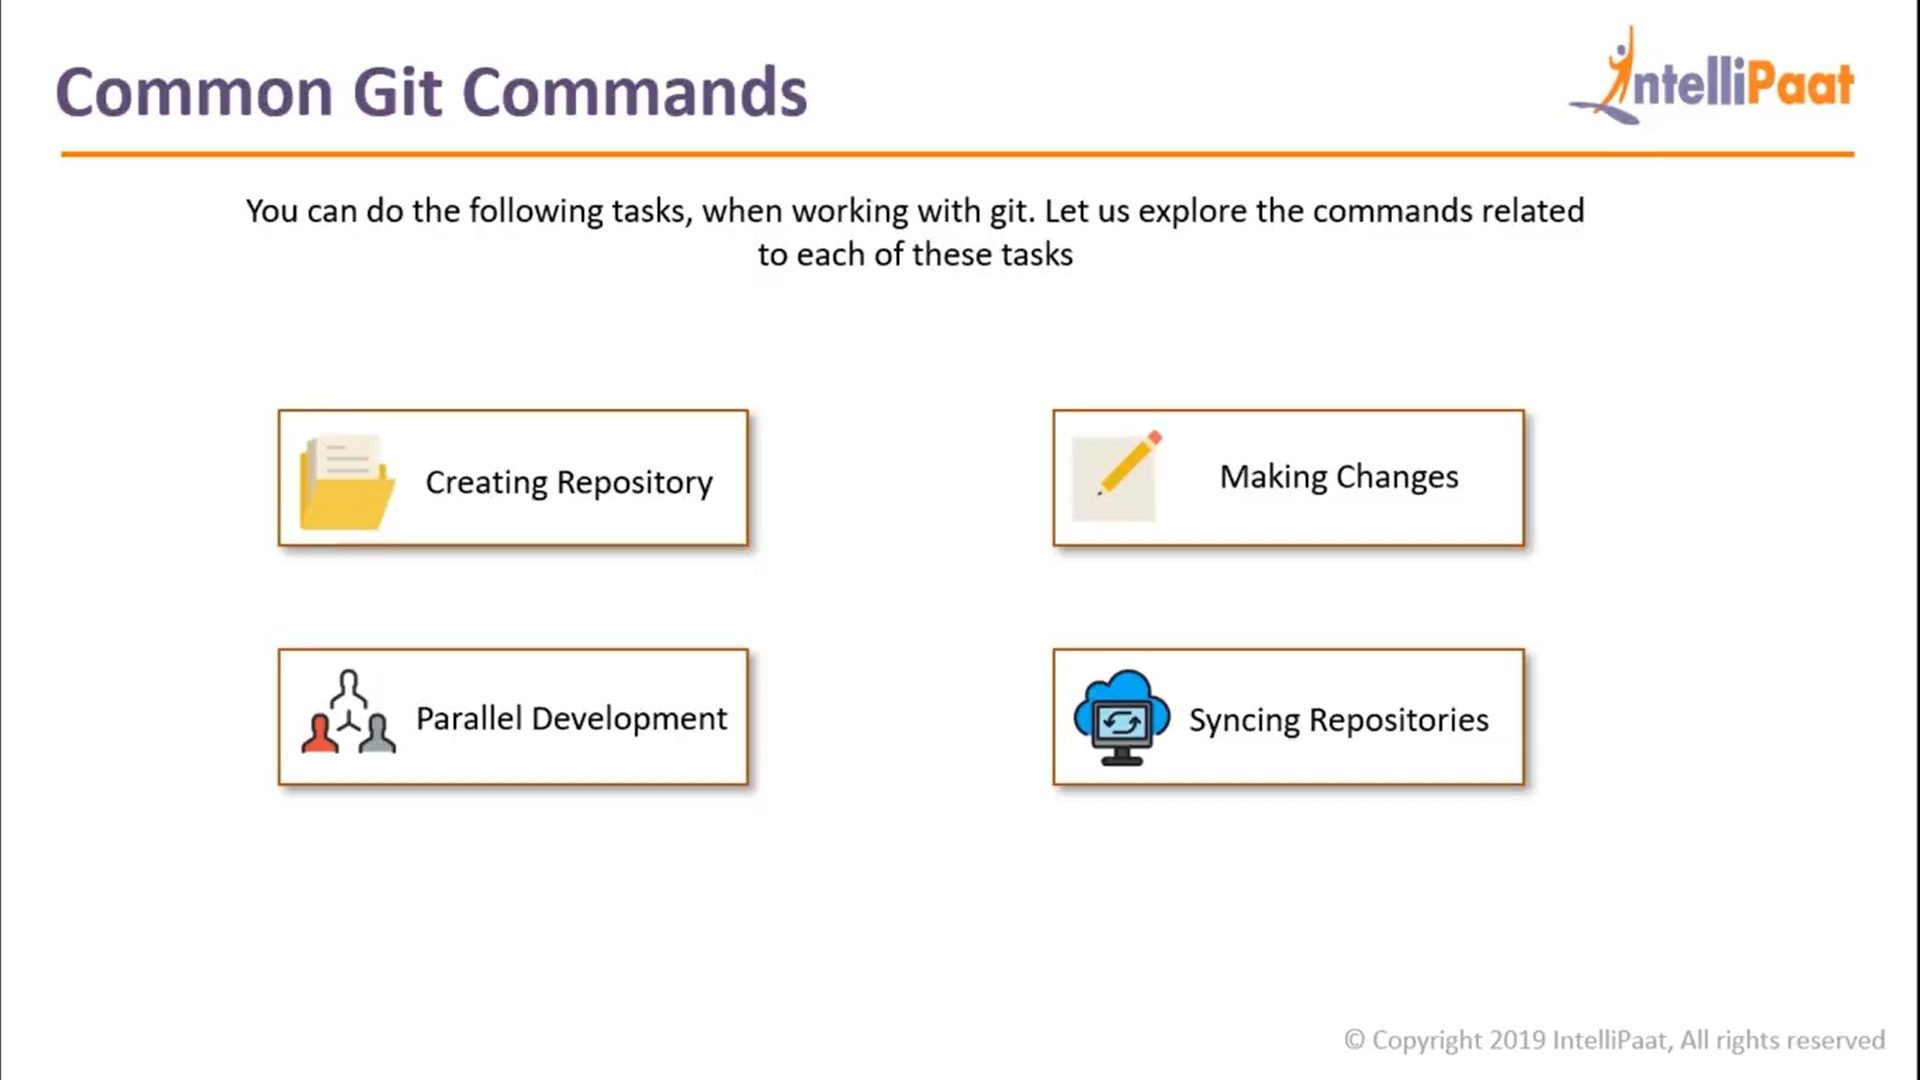 Common Git Commands
IntelliPaat
You can do the following tasks, when working with git. Let us explore the commands related
to each of these tasks
Creating Repository
Making Changes
Parallel Development
Syncing Repositories
© Copyright 2019 IntelliPaat, All rights reserved